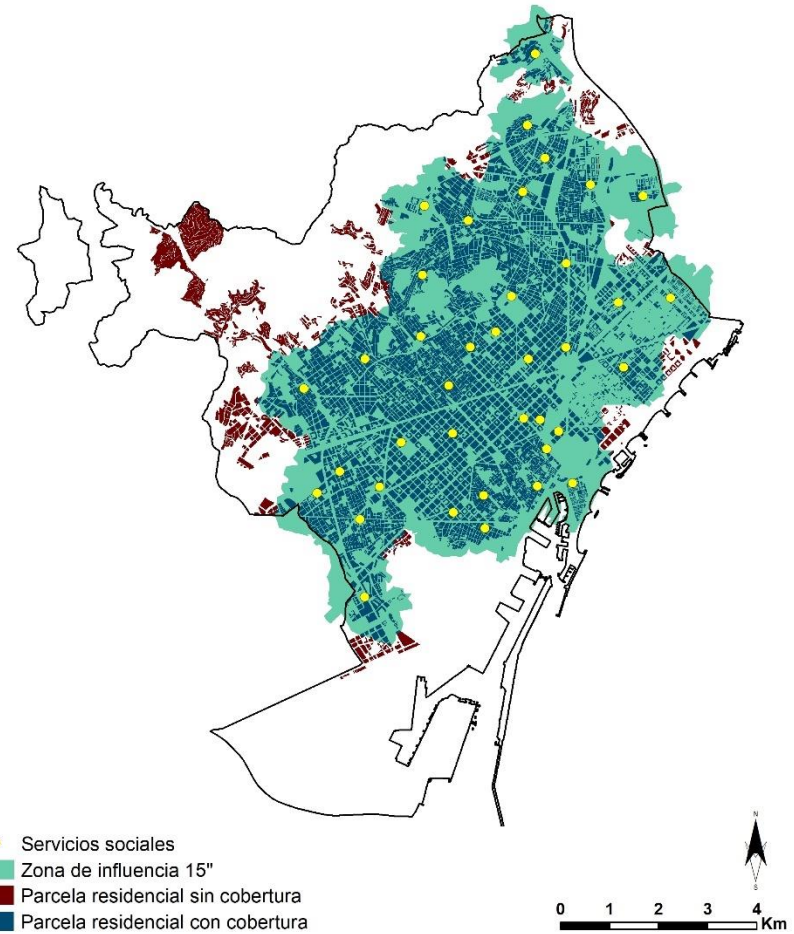 Servicios sociales
Zona de influencia 15"
Parcela residencial sin cobertura
Parcela residencial con cobertura
N
S
0 1 2 3 4
Km